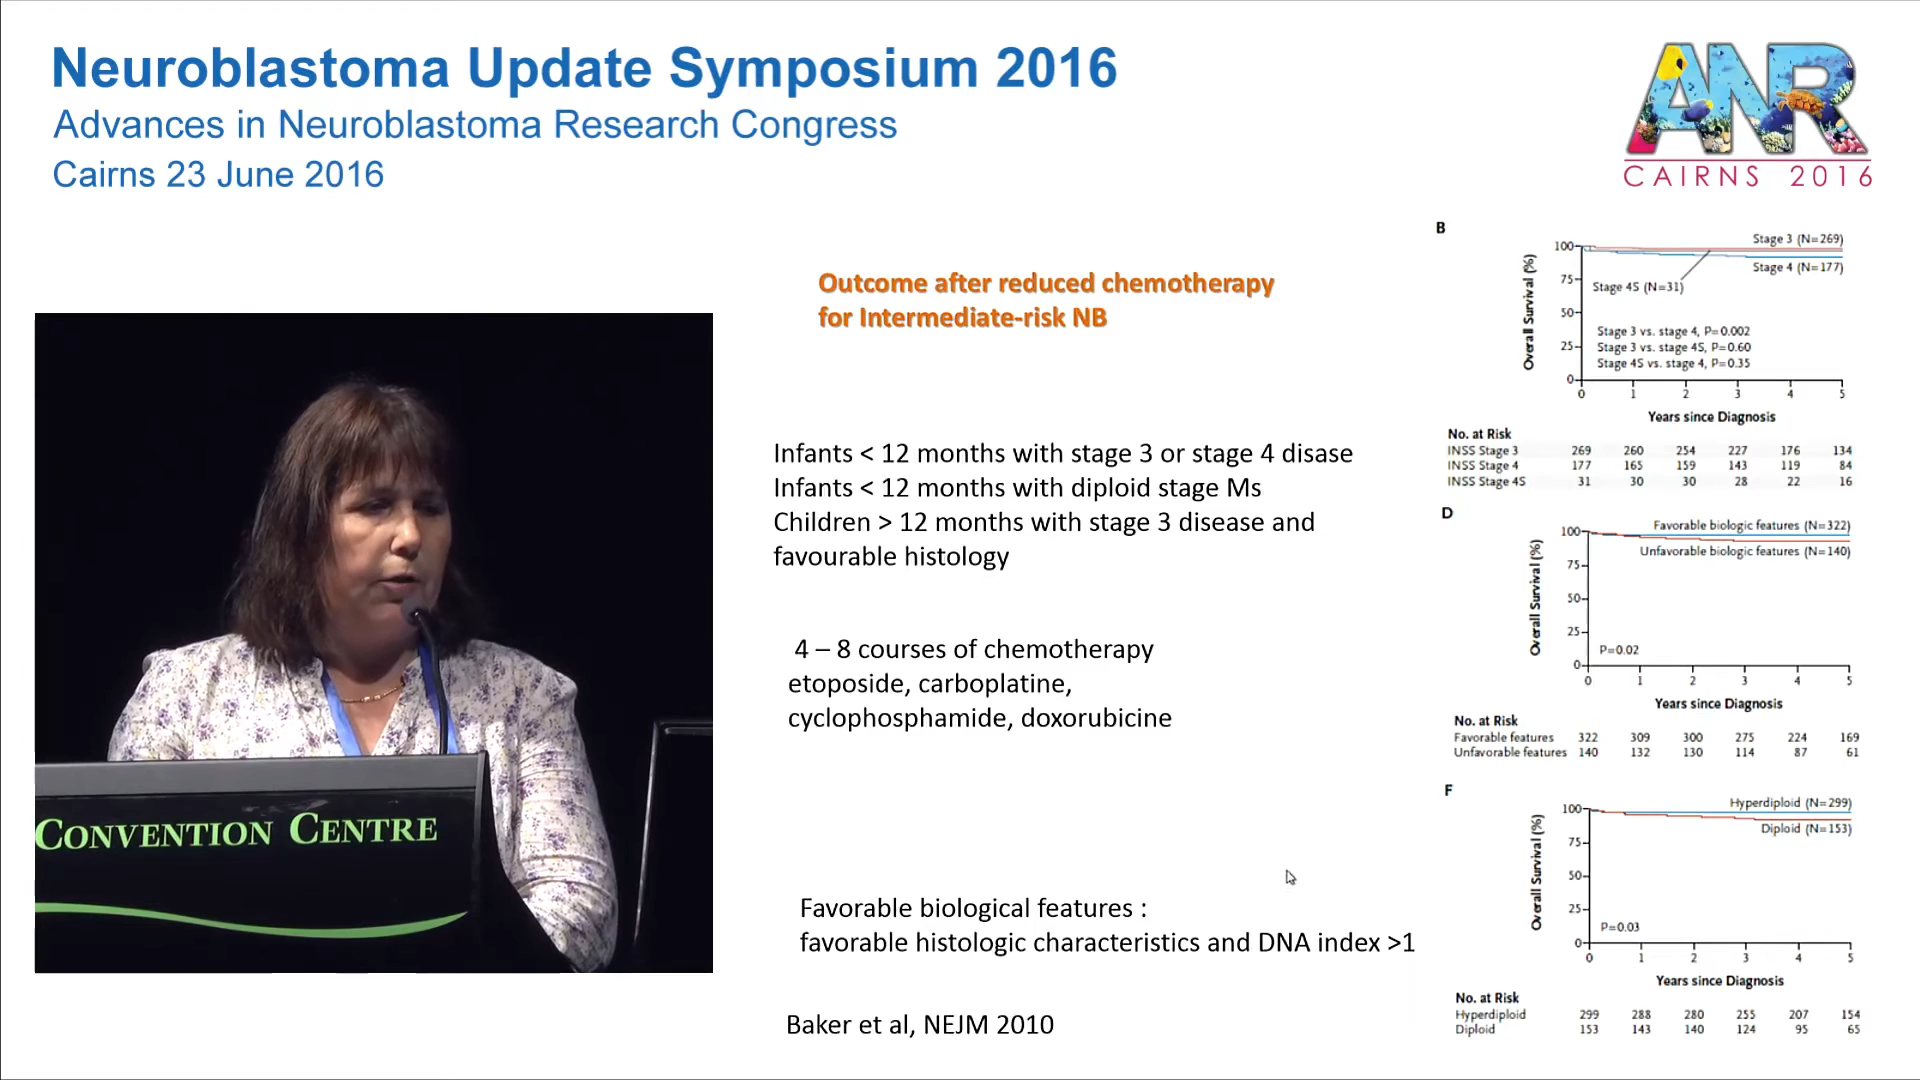 Neuroblastoma Update Symposium 2016
Advances in Neuroblastoma Research Congress
Cairns 23 June 2016
ANR
CAIRNS 2016
CONVENTION CENTRE
Outcome after reduced chemotherapy
for Intermediate-risk NB
Infants < 12 months with stage 3 or stage 4 disase
Infants < 12 months with diploid stage Ms
Children > 12 months with stage 3 disease and
favourable histology
4 – 8 courses of chemotherapy
etoposide, carboplatine,
cyclophosphamide, doxorubicine
Favorable biological features :
favorable histologic characteristics and DNA index >1
Baker et al, NEJM 2010
B
Overall Survival (%)
100
75
50
25
0
Stage 3 (N=269)
Stage 4 (N=177)
Stage 4S (N=31)
Stage 3 vs. stage 4, P=0.002
Stage 3 vs. stage 4S, P=0.60
Stage 4S vs. stage 4, P=0.35
0 1 2 3 4 5
Years since Diagnosis
No. at Risk
INSS Stage 3 269 260 254 227 176 134
INSS Stage 4 177 165 159 143 119 84
INSS Stage 4S 31 30 30 28 22 16
D
Overall Survival (%)
100
75
50
25
0
Favorable biologic features (N=322)
Unfavorable biologic features (N=140)
P=0.02
0 1 2 3 4 5
Years since Diagnosis
No. at Risk
Favorable features 322 309 300 275 224 169
Unfavorable features 140 132 130 114 87 61
F
Overall Survival (%)
100
75
50
25
0
Hyperdiploid (N=299)
Diploid (N=153)
P=0.03
0 1 2 3 4 5
Years since Diagnosis
No. at Risk
Hyperdiploid 299 288 280 255 207 154
Diploid 153 143 140 124 95 65